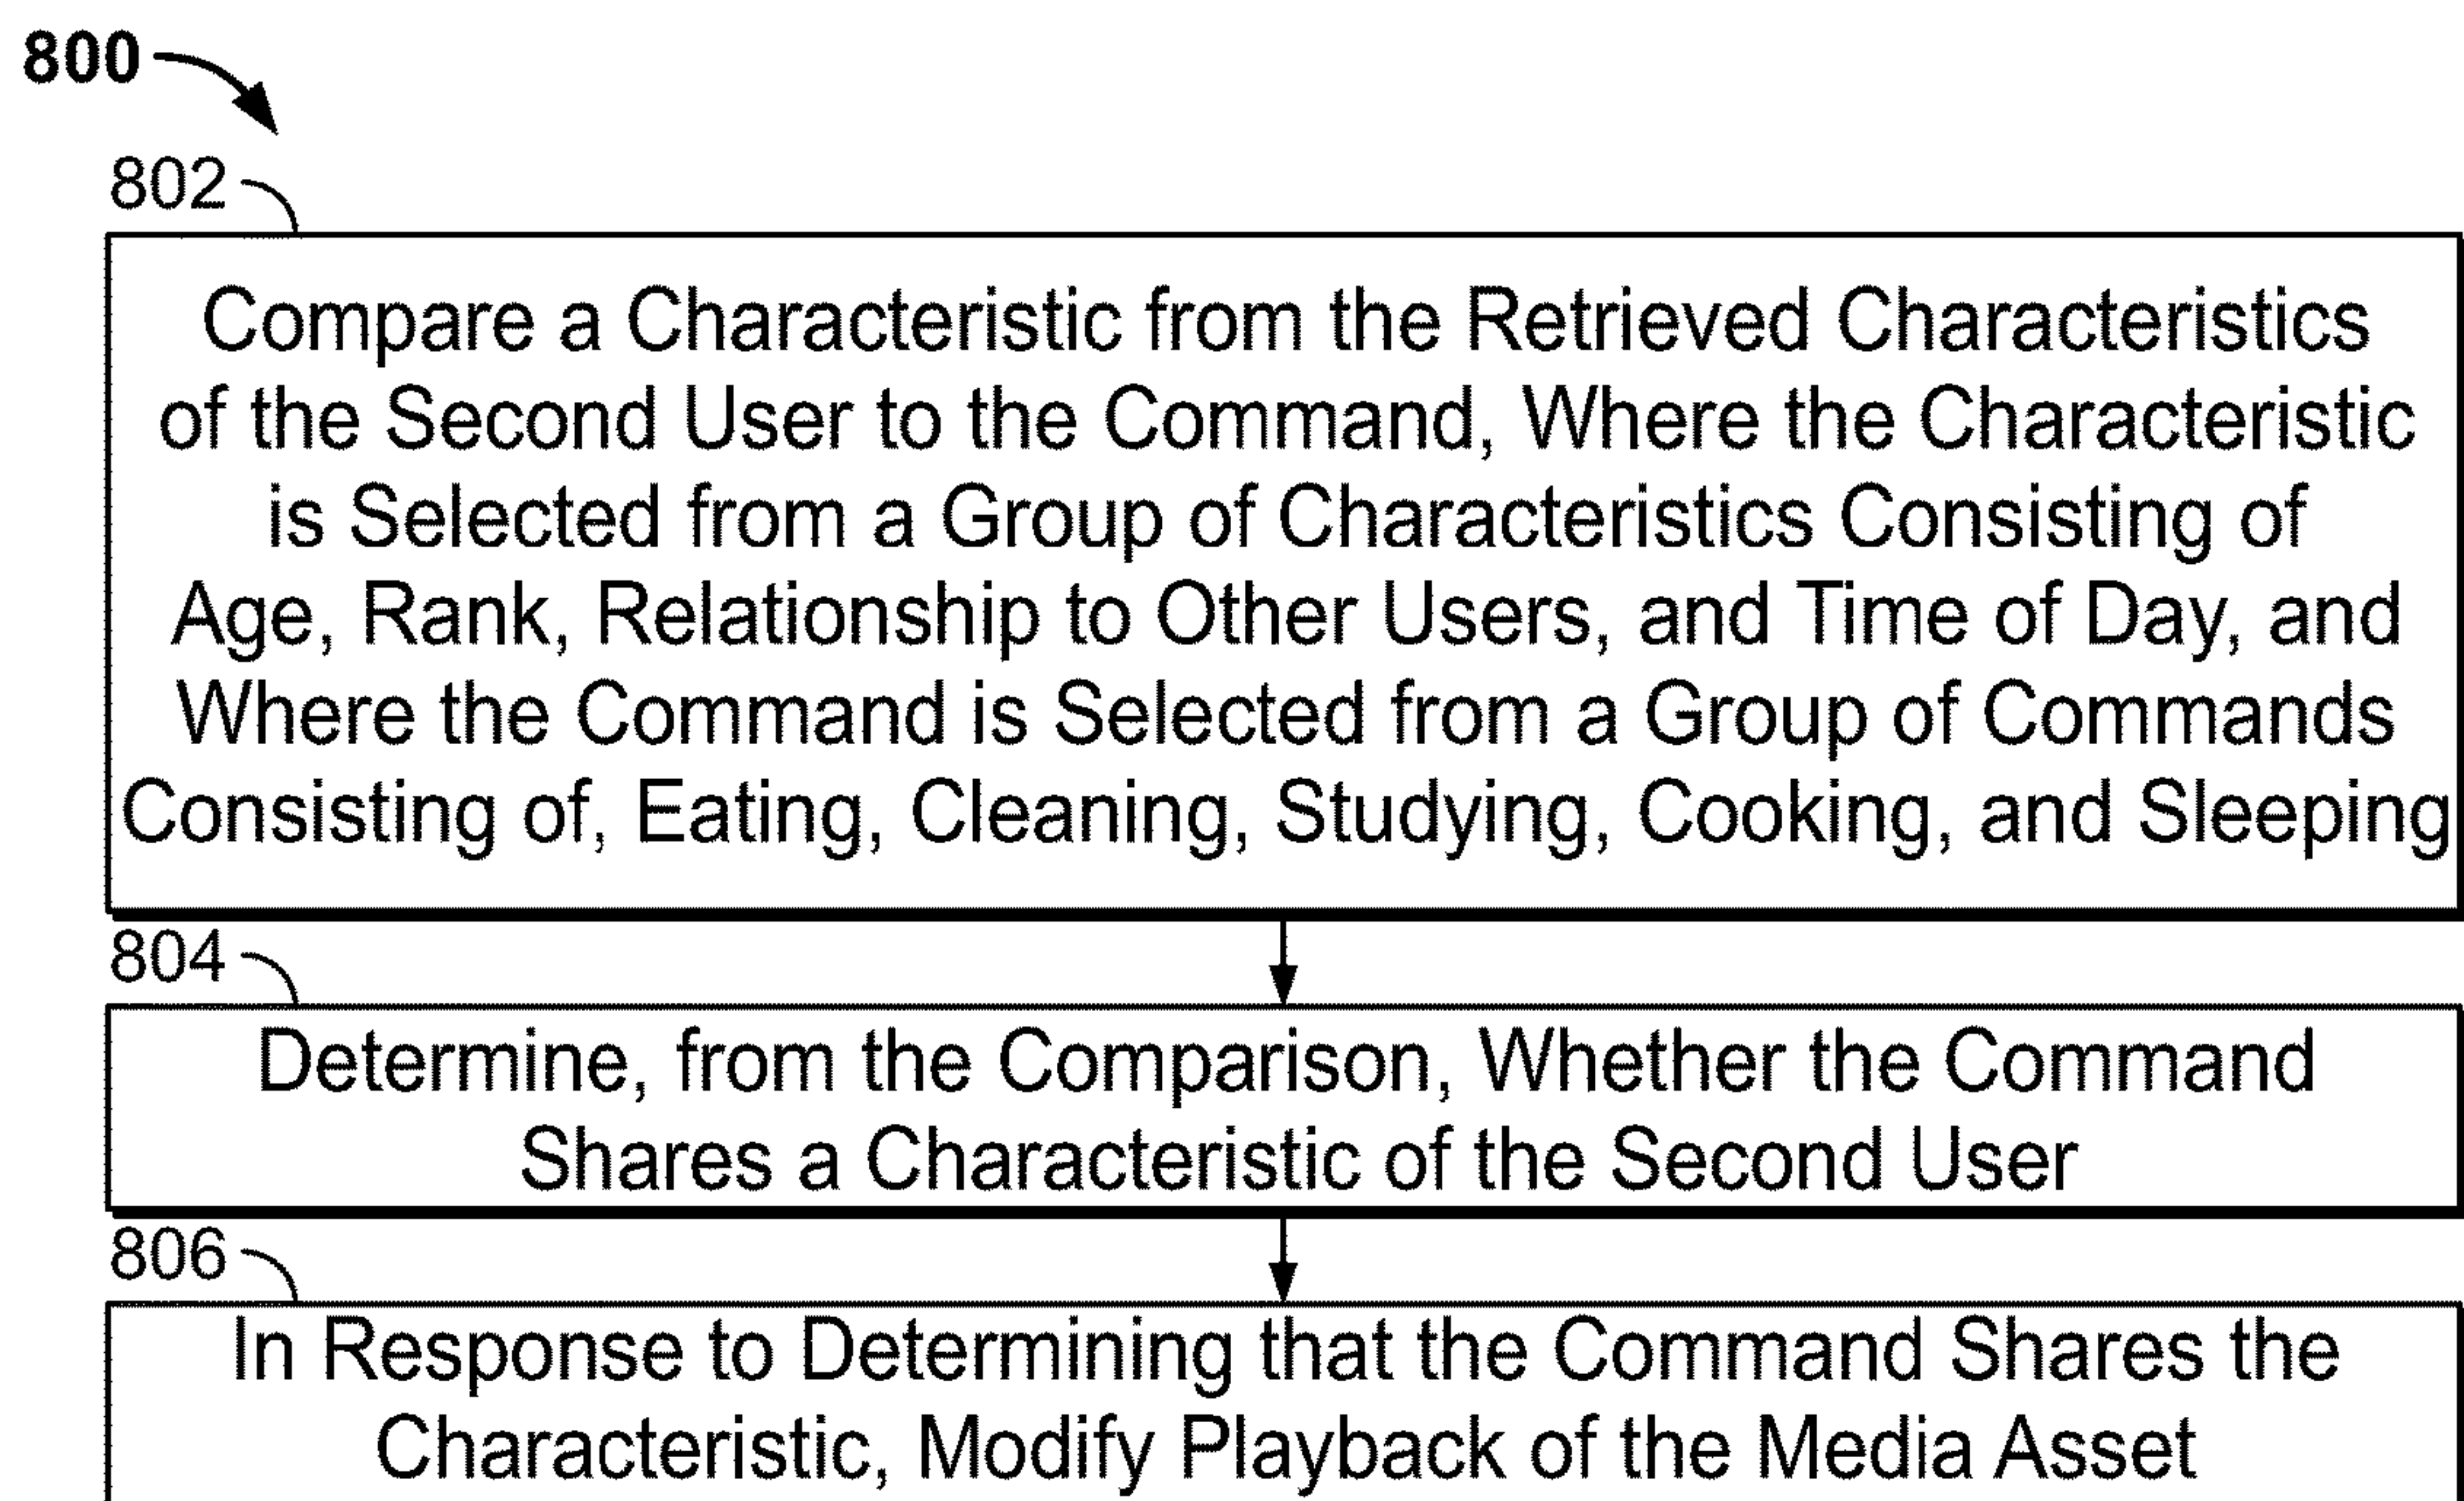 800
802
Compare a Characteristic from the Retrieved Characteristics
of the Second User to the Command, Where the Characteristic
is Selected from a Group of Characteristics Consisting of
Age, Rank, Relationship to Other Users, and Time of Day, and
Where the Command is Selected from a Group of Commands
Consisting of, Eating, Cleaning, Studying, Cooking, and Sleeping
804
Determine, from the Comparison, Whether the Command
Shares a Characteristic of the Second User
806
In Response to Determining that the Command Shares the
Characteristic, Modify Playback of the Media Asset